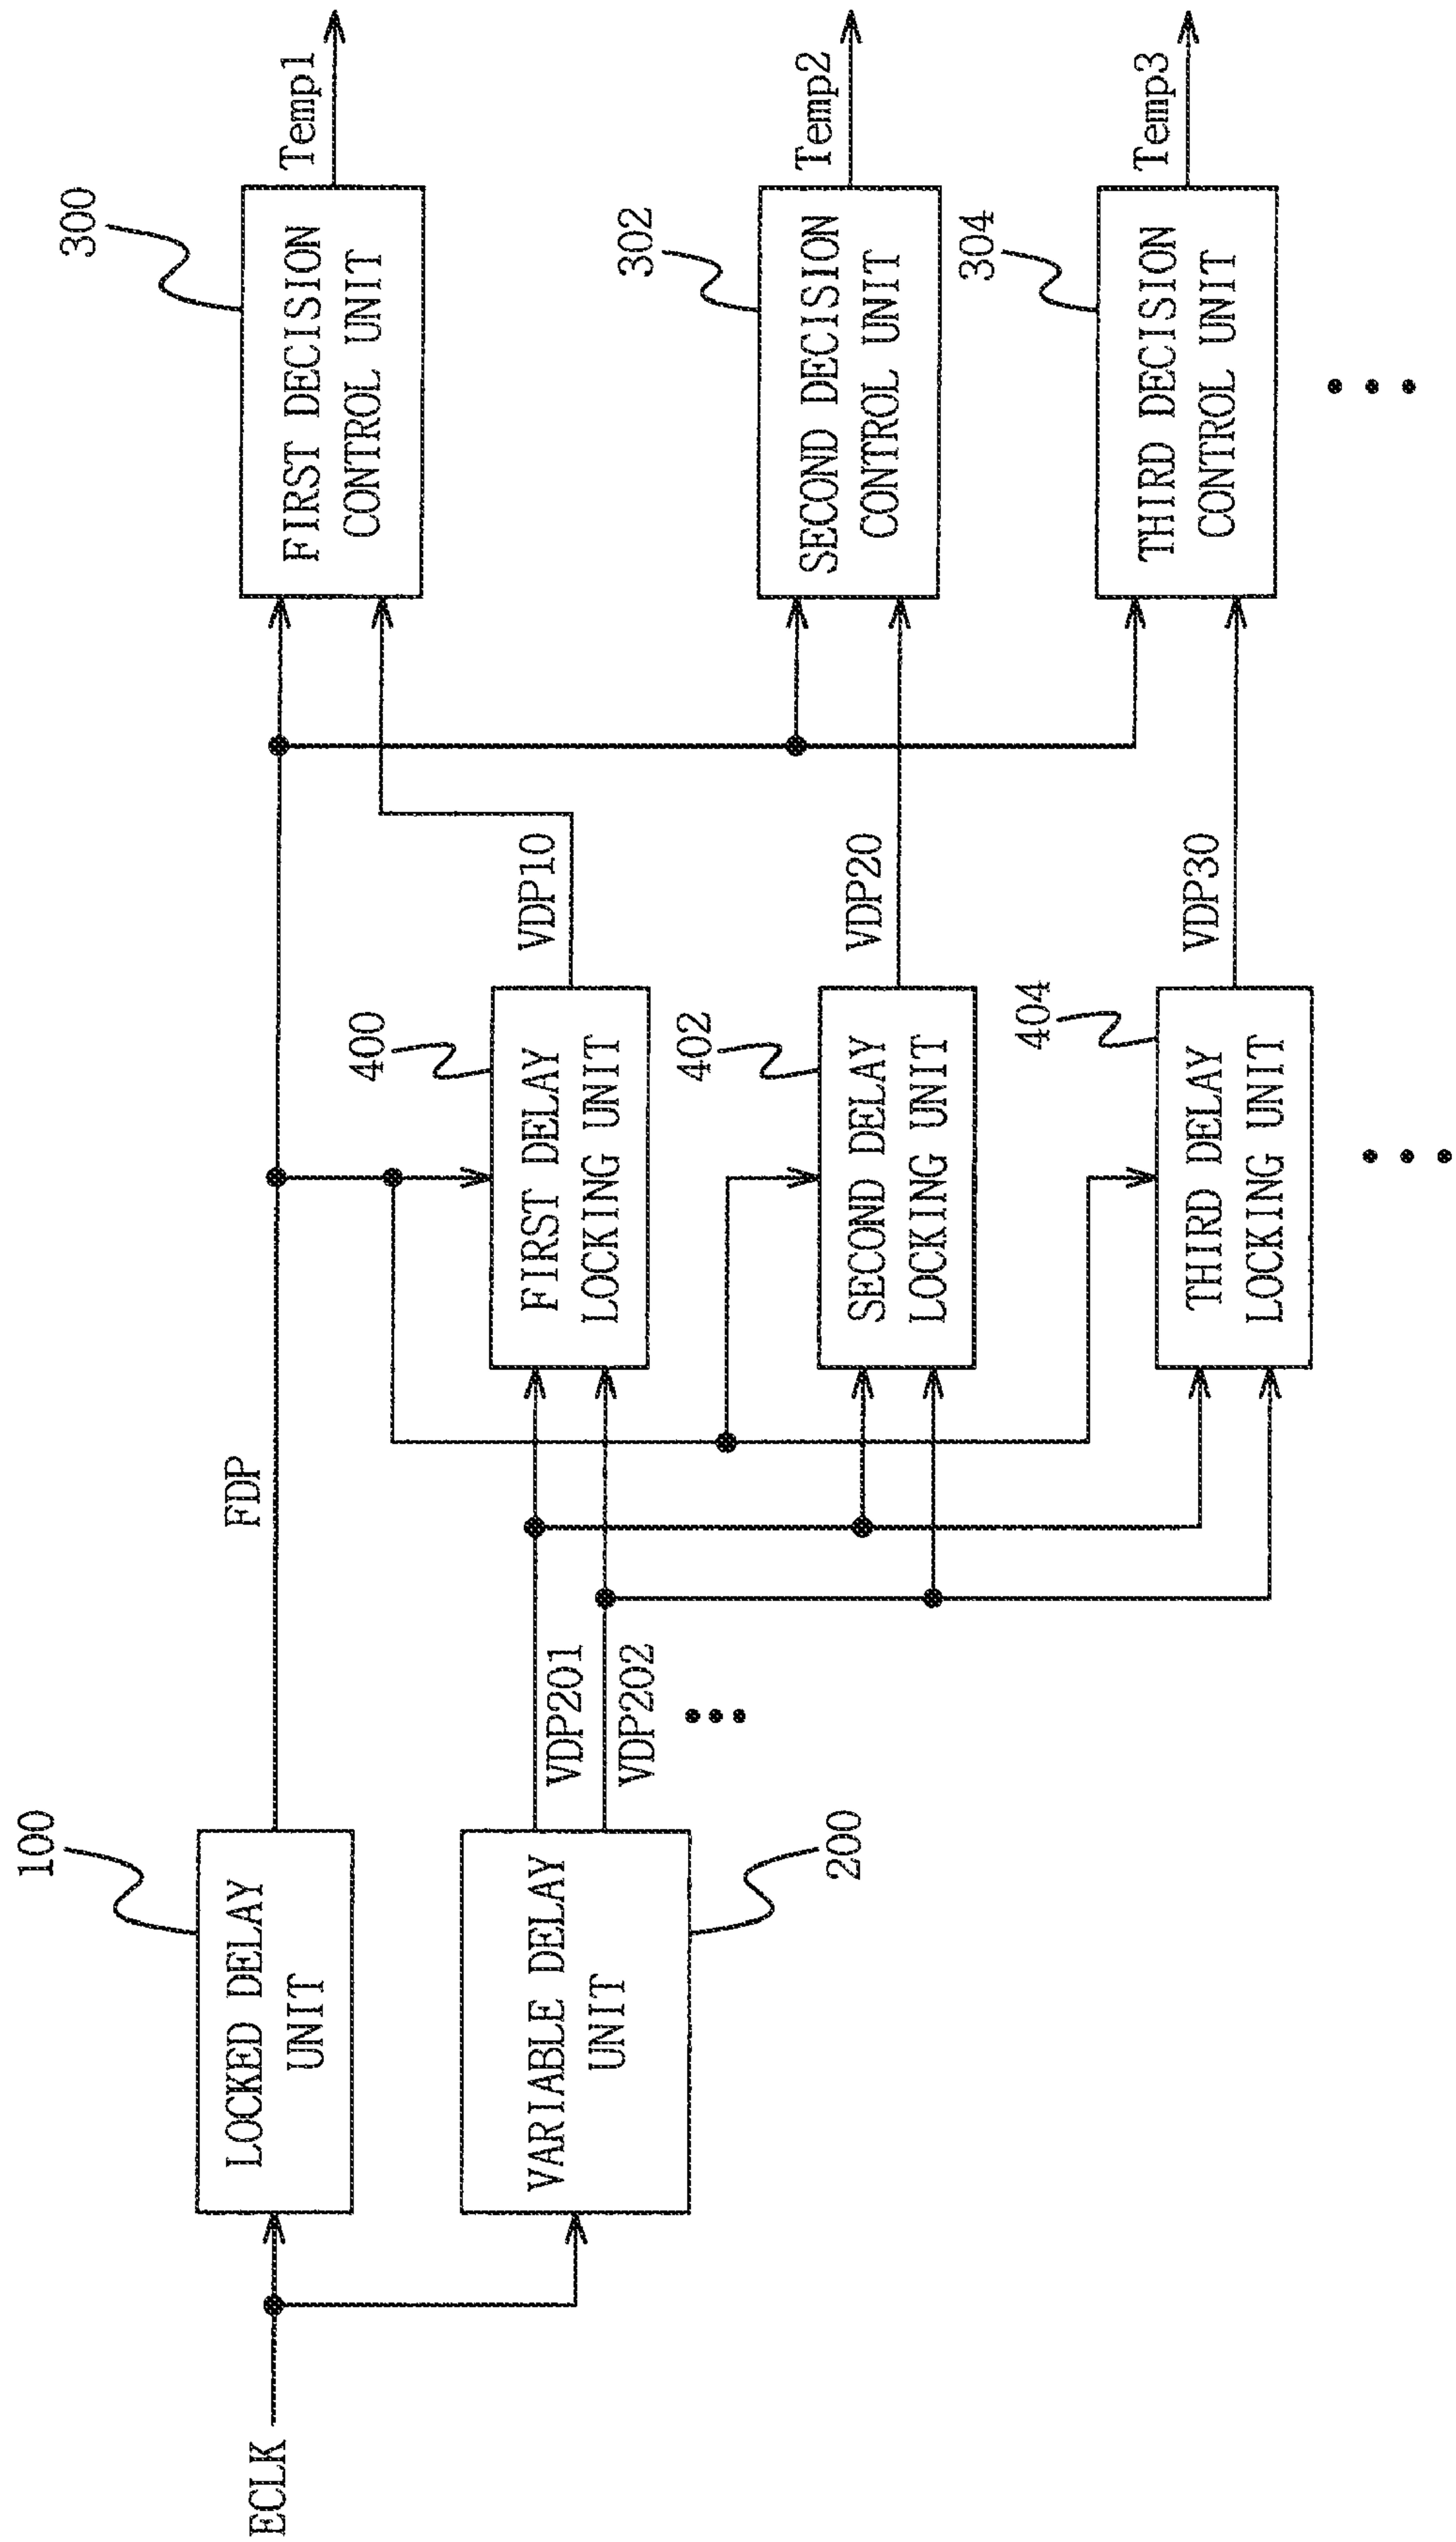 ECLK
100
LOCKED DELAY
UNIT
VARIABLE DELAY
UNIT
200
FDP
VDP201
VDP202
400
FIRST DELAY
LOCKING UNIT
VDP10
402
SECOND DELAY
LOCKING UNIT
VDP20
404
THIRD DELAY
LOCKING UNIT
VDP30
300
FIRST DECISION
CONTROL UNIT
Temp1
302
SECOND DECISION
CONTROL UNIT
Temp2
304
THIRD DECISION
CONTROL UNIT
Temp3